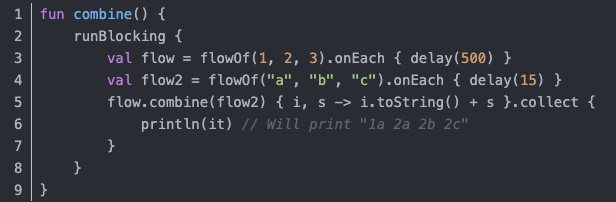 1 fun combine() {
2     runBlocking {
3         val flow = flowOf(1, 2, 3).onEach { delay(500) }
4         val flow2 = flowOf("a", "b", "c").onEach { delay(15) }
5         flow.combine(flow2) { i, s -> i.toString() + s }.collect {
6             println(it) // Will print "1a 2a 2b 2c"
7         }
8     }
9 }